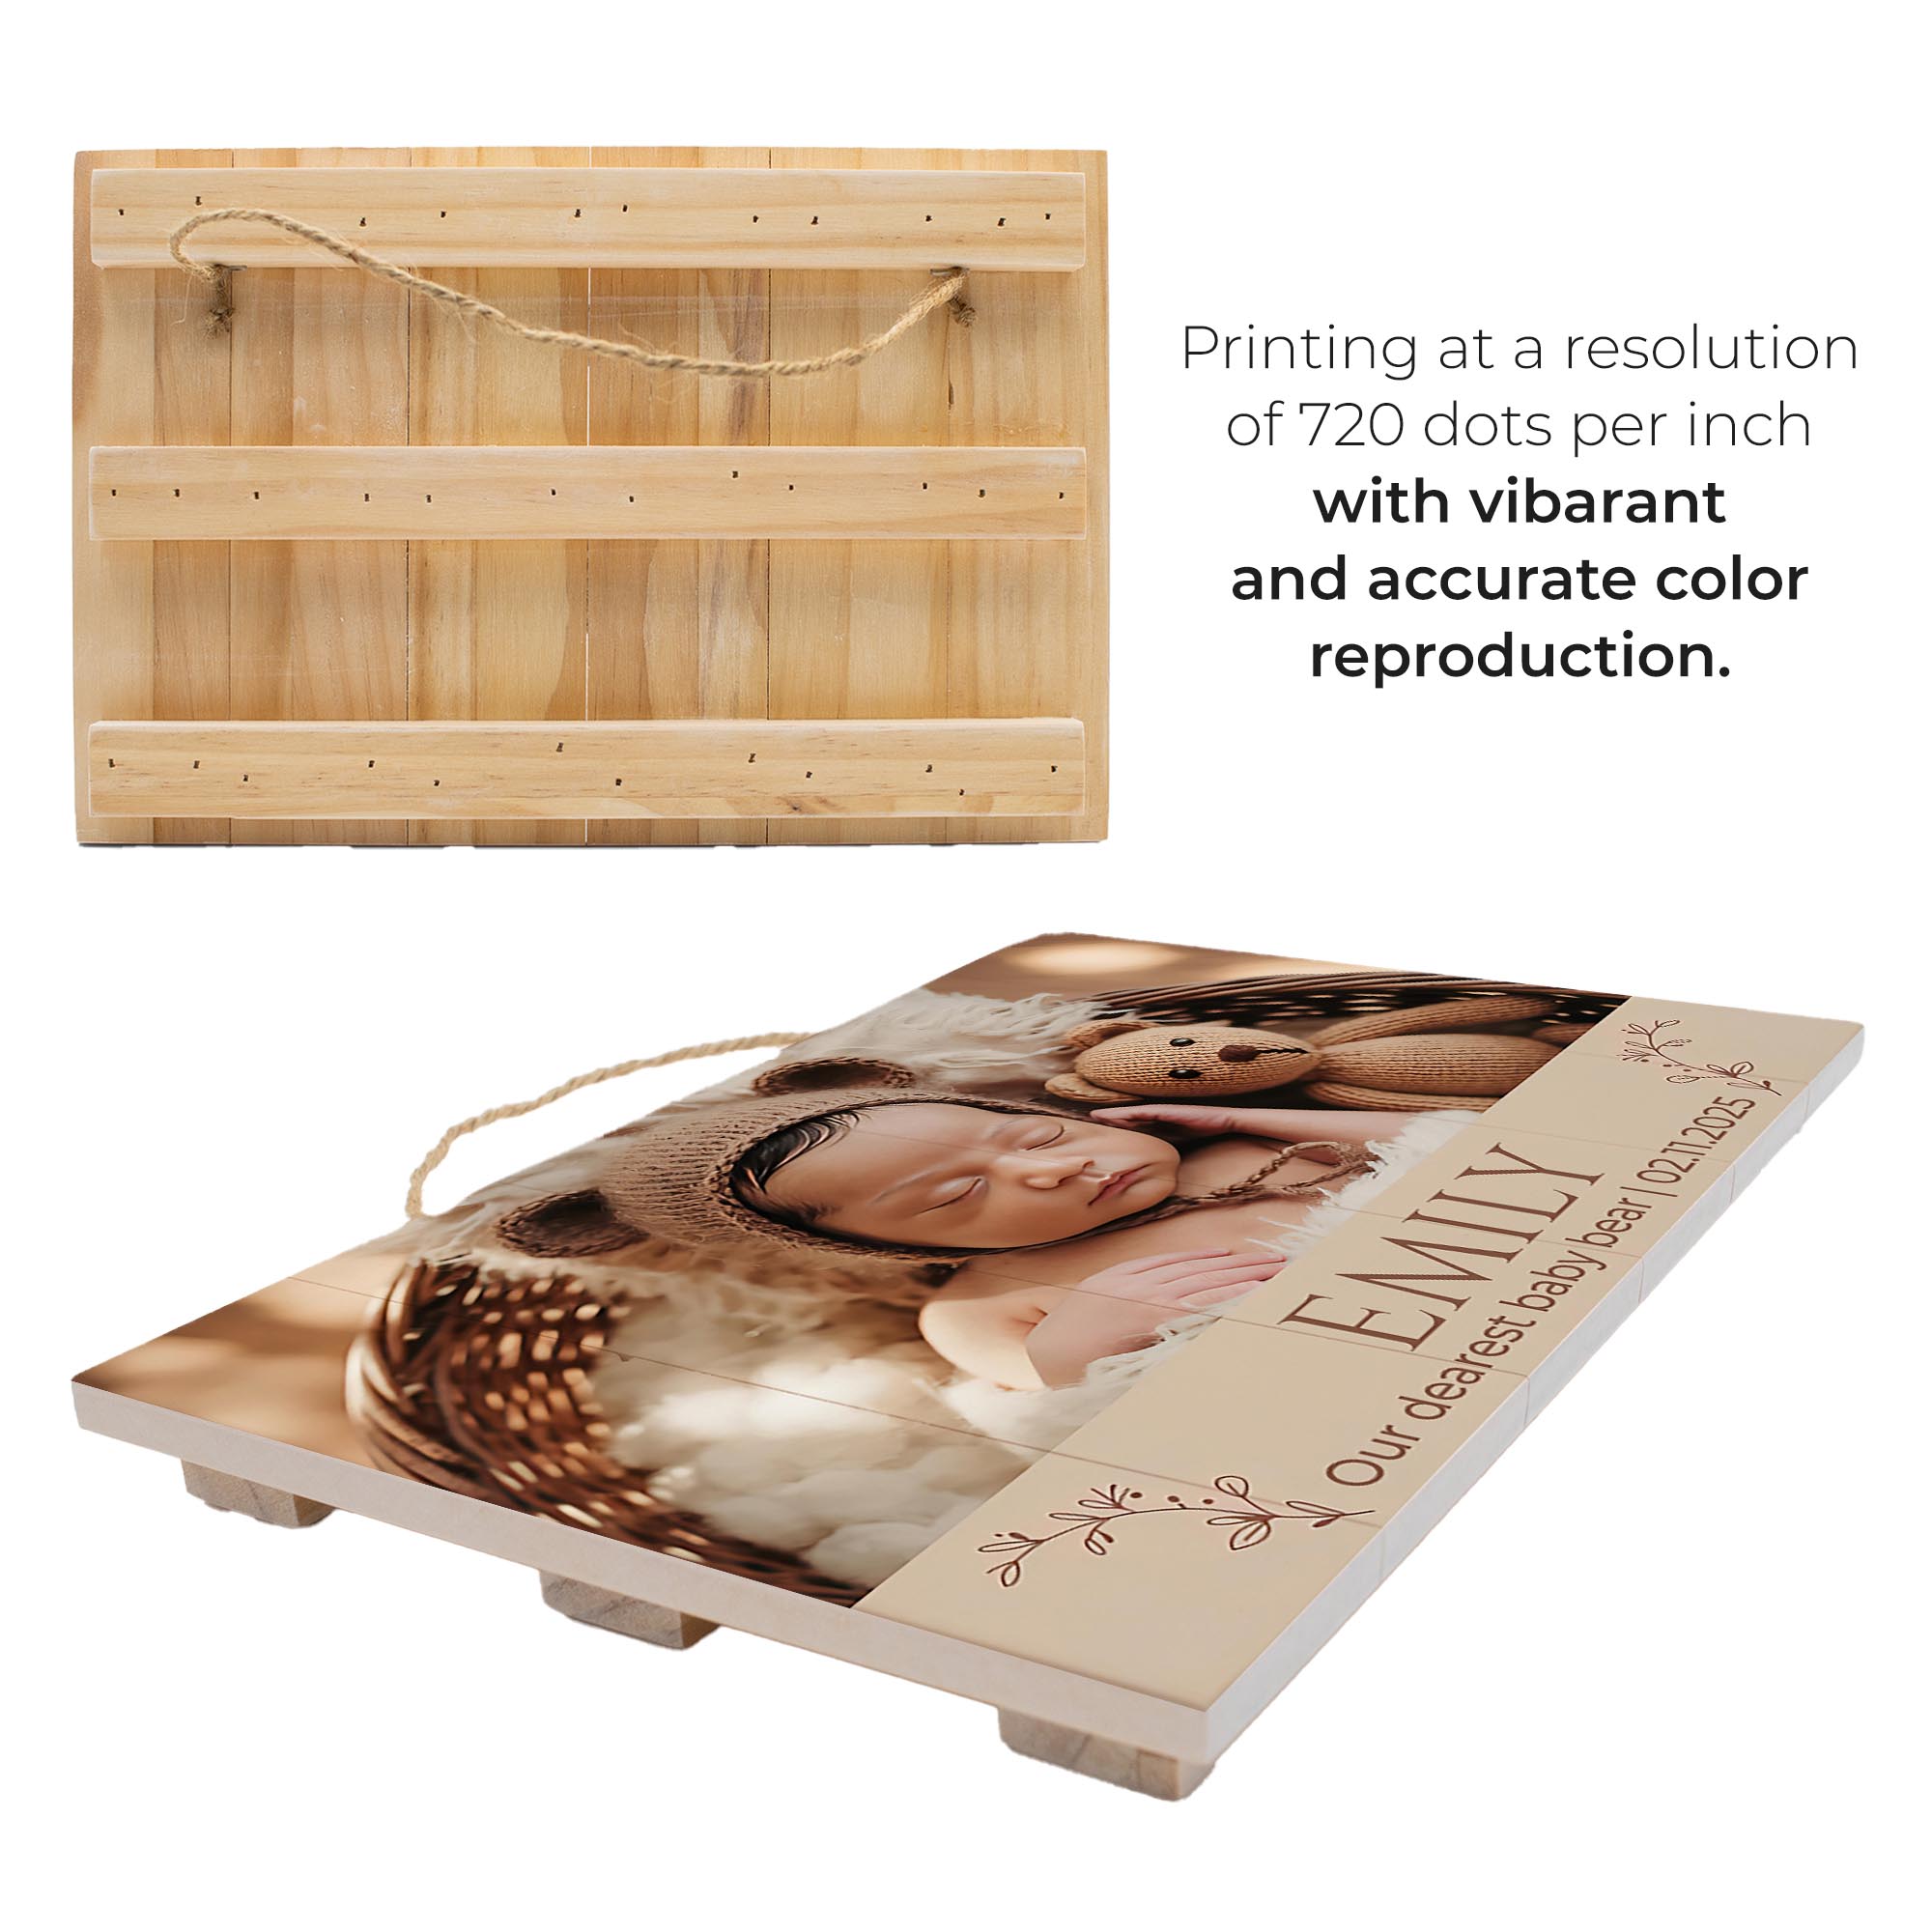 Printing at a resolution
of 720 dots per inch
with vibarant
and accurate color
reproduction.
EMILY
Our dearest baby bear | 02.11.2025